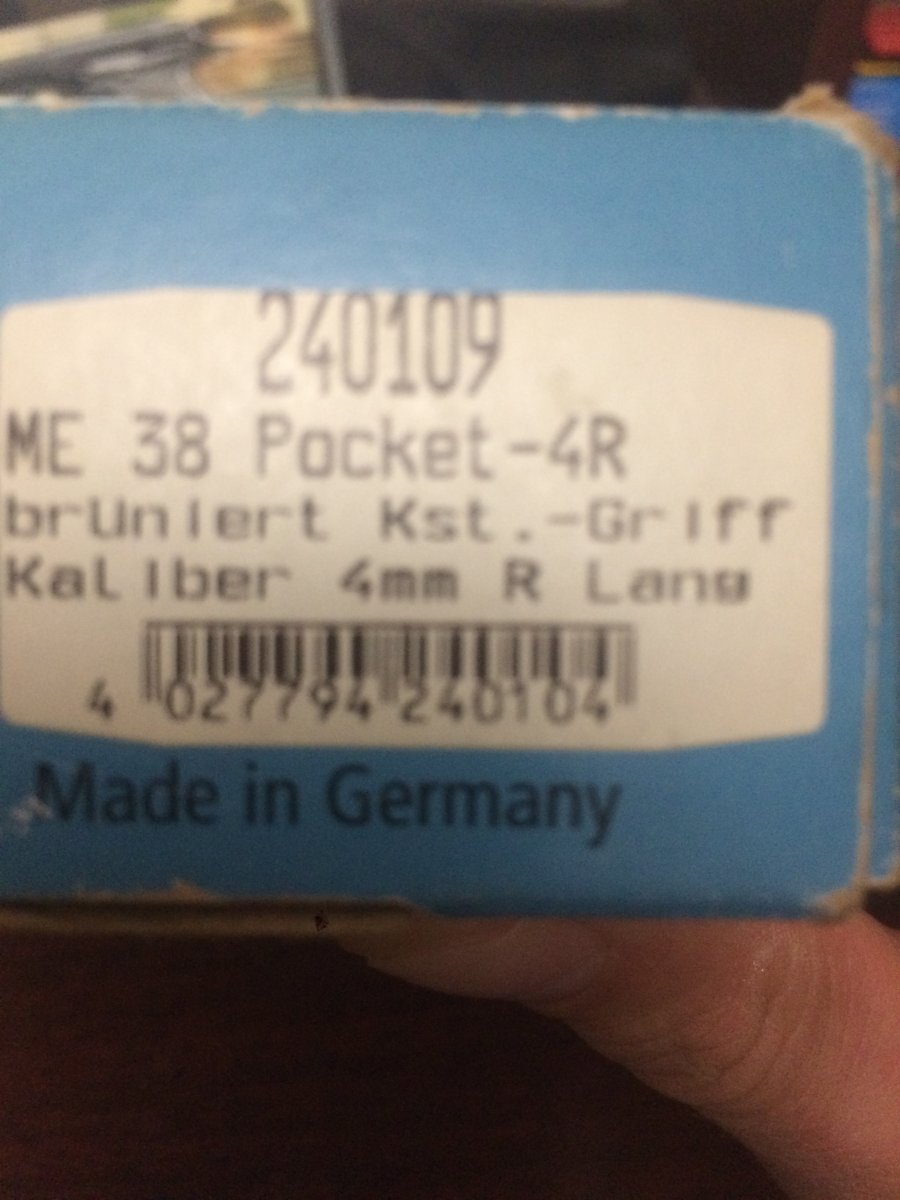 240109
ME 38 Pocket-4R
brüniert Kst.-Griff
Kaliber 4mm R Lang
4 027794 240104
Made in Germany